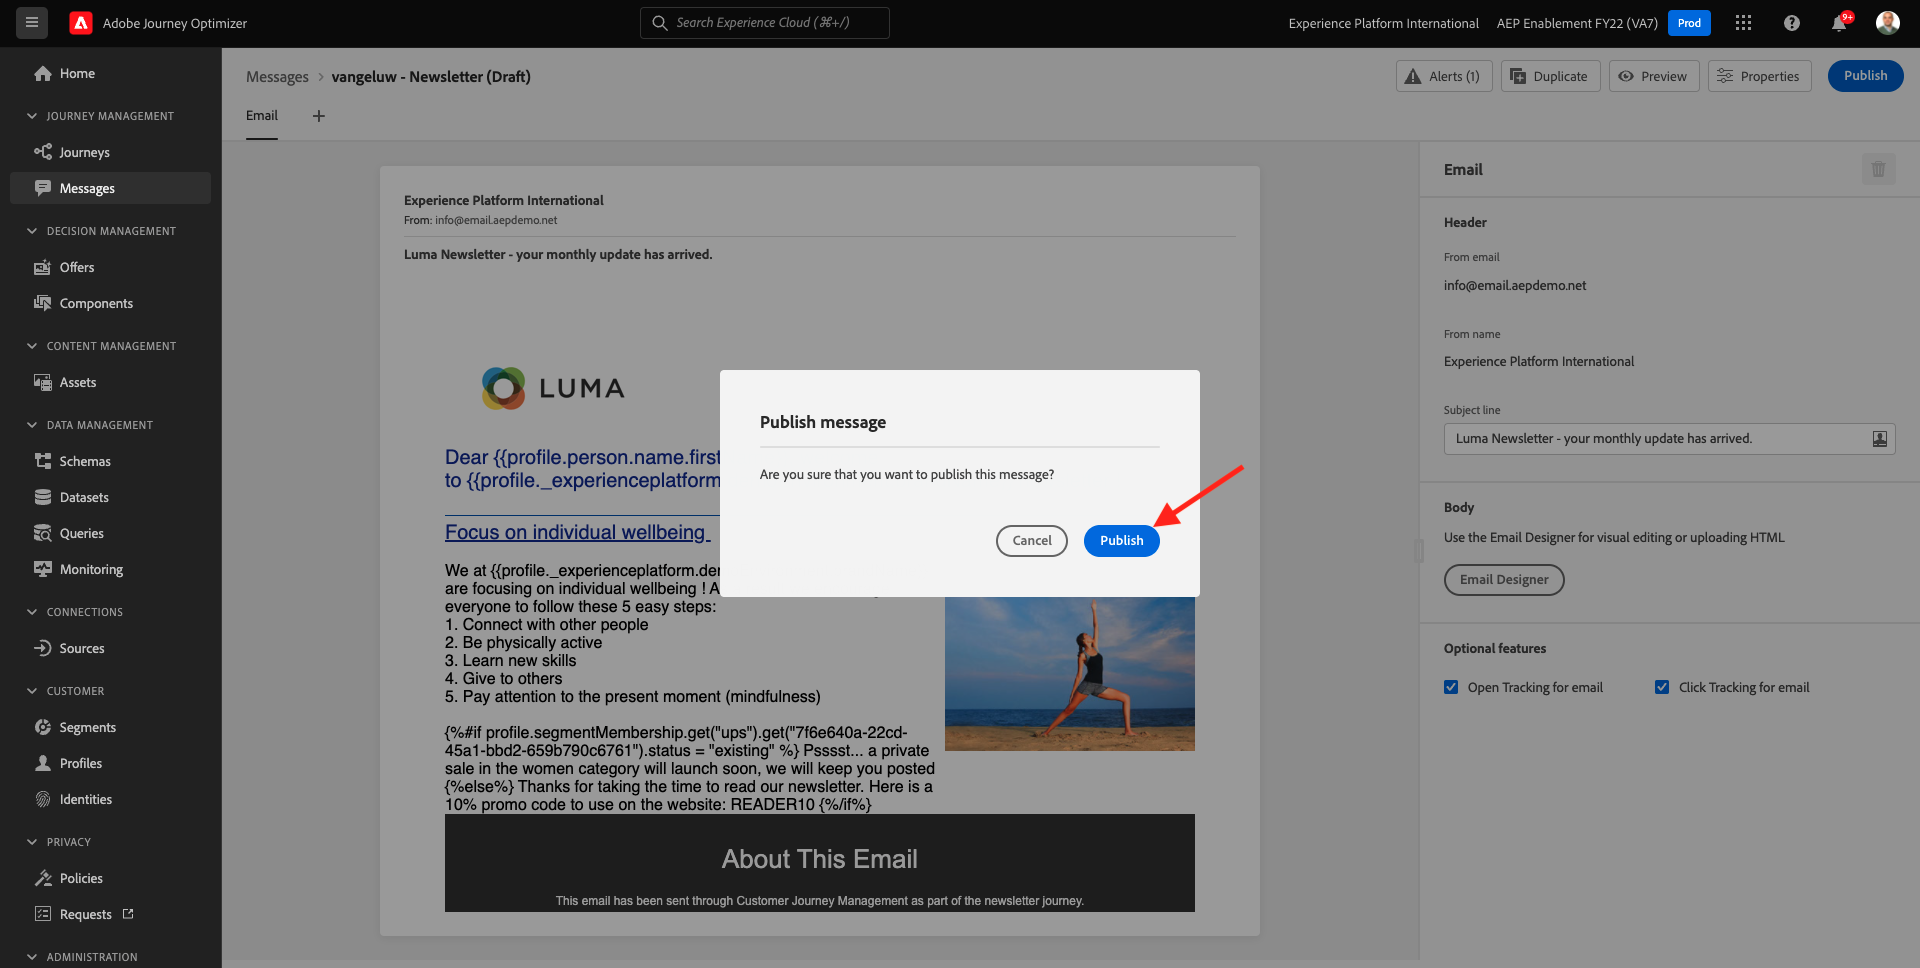 Adobe Journey Optimizer
Search Experience Cloud (⌘+/)
Experience Platform International
AEP Enablement FY22 (VA7)
Prod
9+
Home
JOURNEY MANAGEMENT
Journeys
Messages
DECISION MANAGEMENT
Offers
Components
CONTENT MANAGEMENT
Assets
DATA MANAGEMENT
Schemas
Datasets
Queries
Monitoring
CONNECTIONS
Sources
CUSTOMER
Segments
Profiles
Identities
PRIVACY
Policies
Requests
ADMINISTRATION
Messages > vangeluw - Newsletter (Draft)
Alerts (1)
Duplicate
Preview
Properties
Publish
Email
Experience Platform International
From: info@email.aepdemo.net
Luma Newsletter - your monthly update has arrived.
LUMA
Dear {{profile.person.name.first
to {{profile._experienceplatform
Focus on individual wellbeing
We at {{profile._experienceplatform.der
are focusing on individual wellbeing ! A
everyone to follow these 5 easy steps:
1. Connect with other people
2. Be physically active
3. Learn new skills
4. Give to others
5. Pay attention to the present moment (mindfulness)
{%#if profile.segmentMembership.get("ups").get("7f6e640a-22cd-
45a1-bbd2-659b790c6761").status = "existing" %} Psssst... a private
sale in the women category will launch soon, we will keep you posted
{%else%} Thanks for taking the time to read our newsletter. Here is a
10% promo code to use on the website: READER10 {%/if%}
About This Email
This email has been sent through Customer Journey Management as part of the newsletter journey.
Publish message
Are you sure that you want to publish this message?
Cancel
Publish
Email
Header
From email
info@email.aepdemo.net
From name
Experience Platform International
Subject line
Luma Newsletter - your monthly update has arrived.
Body
Use the Email Designer for visual editing or uploading HTML
Email Designer
Optional features
Open Tracking for email
Click Tracking for email